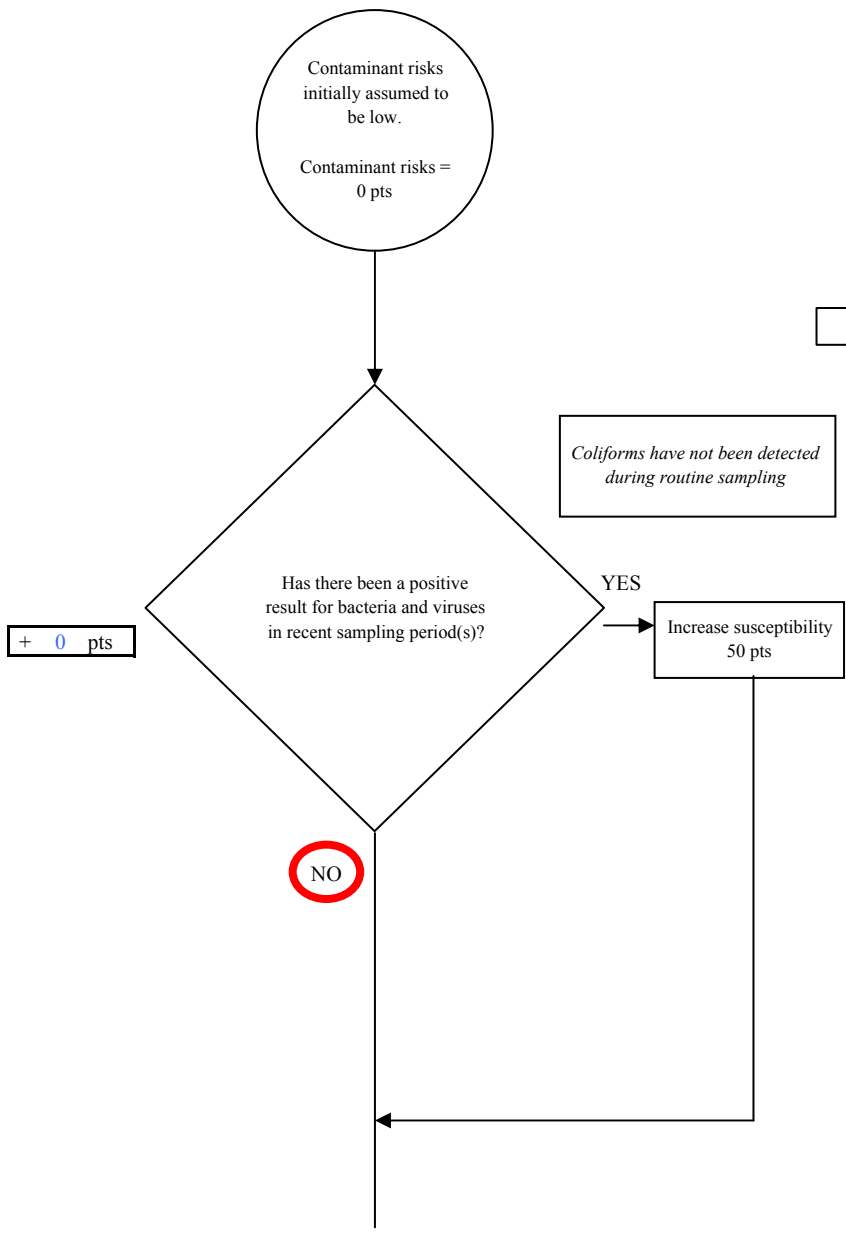 Contaminant risks
initially assumed to
be low.
Contaminant risks =
0 pts
Coliforms have not been detected
during routine sampling
Has there been a positive
result for bacteria and viruses
in recent sampling period(s)?
YES
Increase susceptibility
50 pts
+ 0 pts
NO